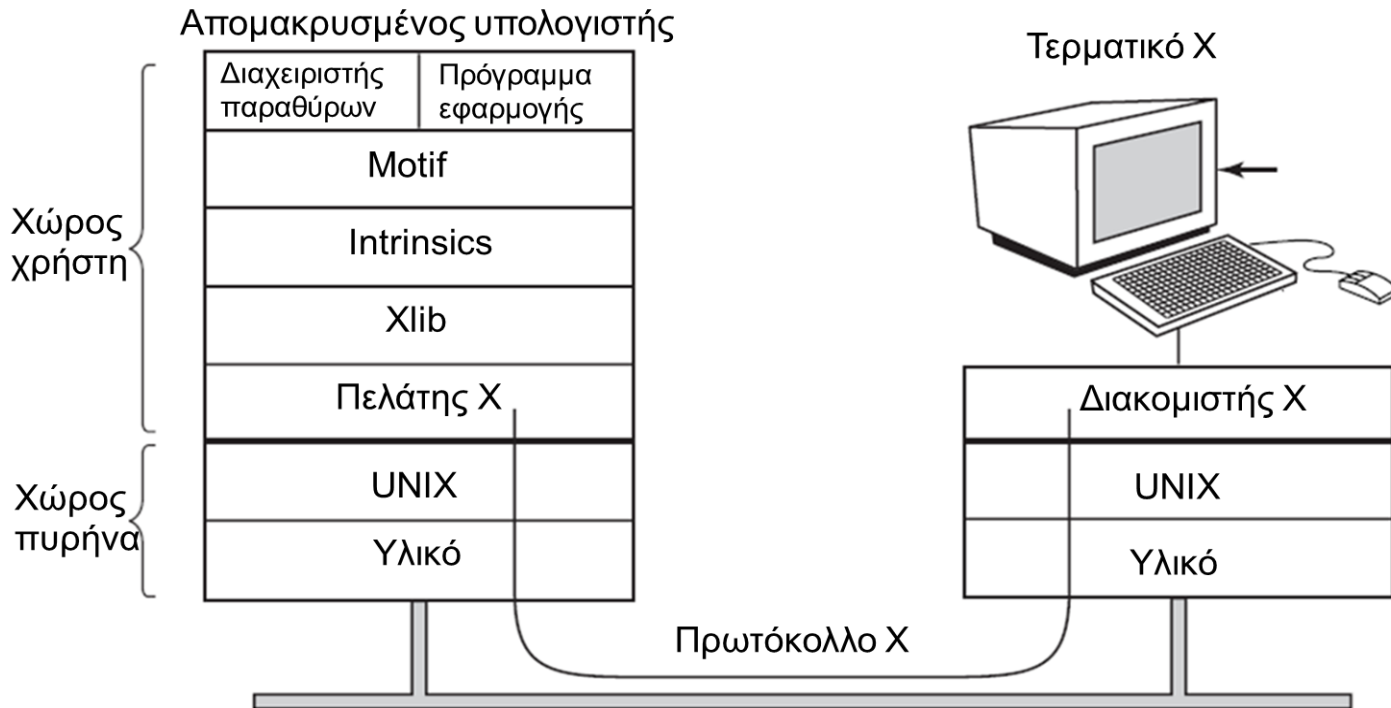 Απομακρυσμένος υπολογιστής
Τερματικό X
Διαχειριστής
παραθύρων
Πρόγραμμα
εφαρμογής
Motif
Intrinsics
Xlib
Πελάτης X
UNIX
Υλικό
Χώρος
χρήστη
Χώρος
πυρήνα
Διακομιστής X
UNIX
Υλικό
Πρωτόκολλο X